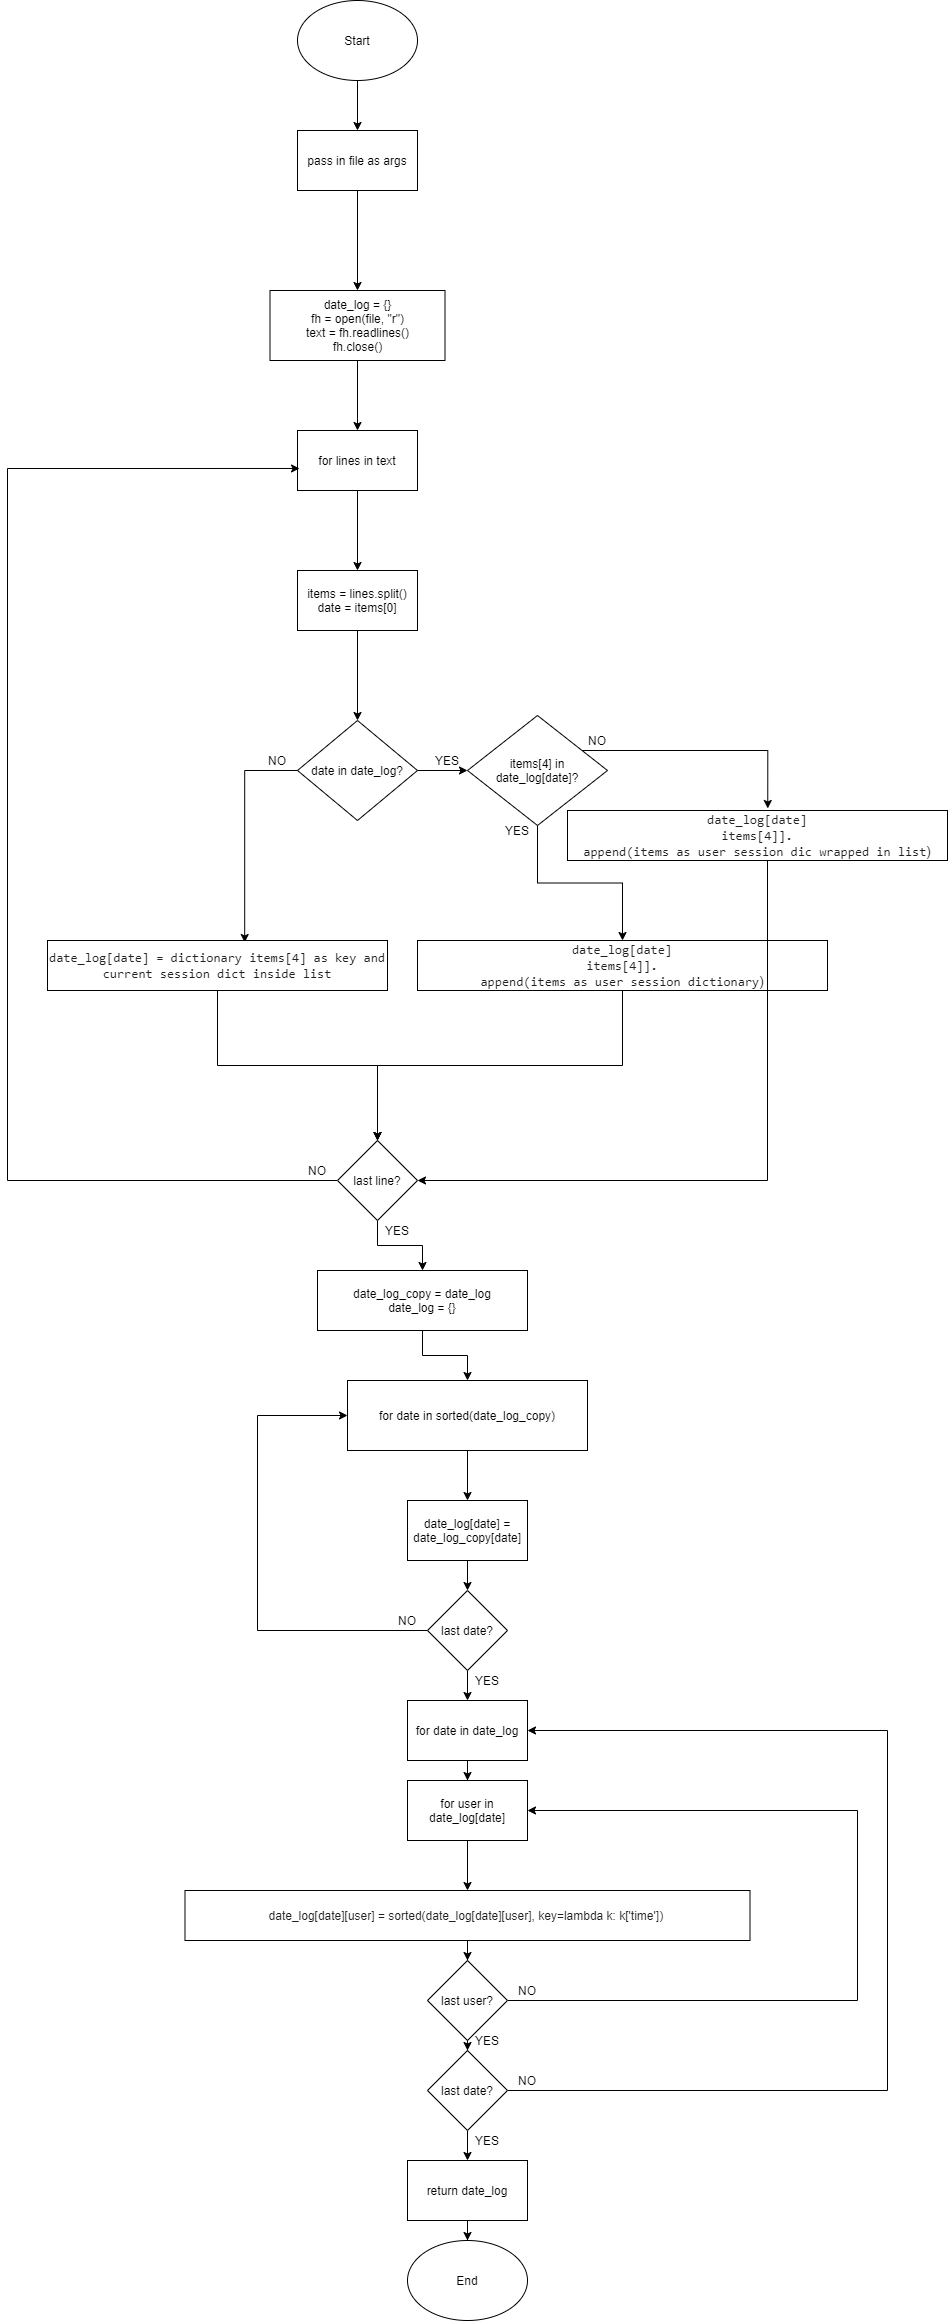 Start
pass in file as args
date_log = {}
fh = open(file, "r")
text = fh.readlines()
fh.close()
for lines in text
items = lines.split()
date = items[0]
date in date_log?
NO
YES
items[4] in
date_log[date]?
NO
YES
date_log[date]
items[4]].
append(items as user session dic wrapped in list)
date_log[date] = dictionary items[4] as key and
current session dict inside list
date_log[date]
items[4]].
append(items as user session dictionary)
last line?
NO
YES
date_log_copy = date_log
date_log = {}
for date in sorted(date_log_copy)
date_log[date] =
date_log_copy[date]
last date?
NO
YES
for date in date_log
for user in
date_log[date]
date_log[date][user] = sorted(date_log[date][user], key=lambda k: k['time'])
last user?
NO
YES
last date?
NO
YES
return date_log
End